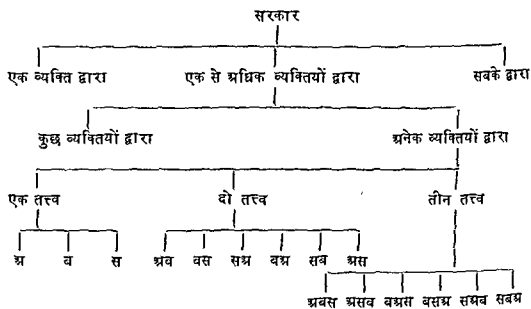 सरकार
एक व्यक्ति द्वारा एक से अधिक व्यक्तियों द्वारा सबके द्वारा
कुछ व्यक्तियों द्वारा अनेक व्यक्तियों द्वारा
एक तत्त्व दो तत्त्व तीन तत्त्व
अ ब स अब बस सअ बअ सब अस
अबस असब बअस बसअ सअब सबअ